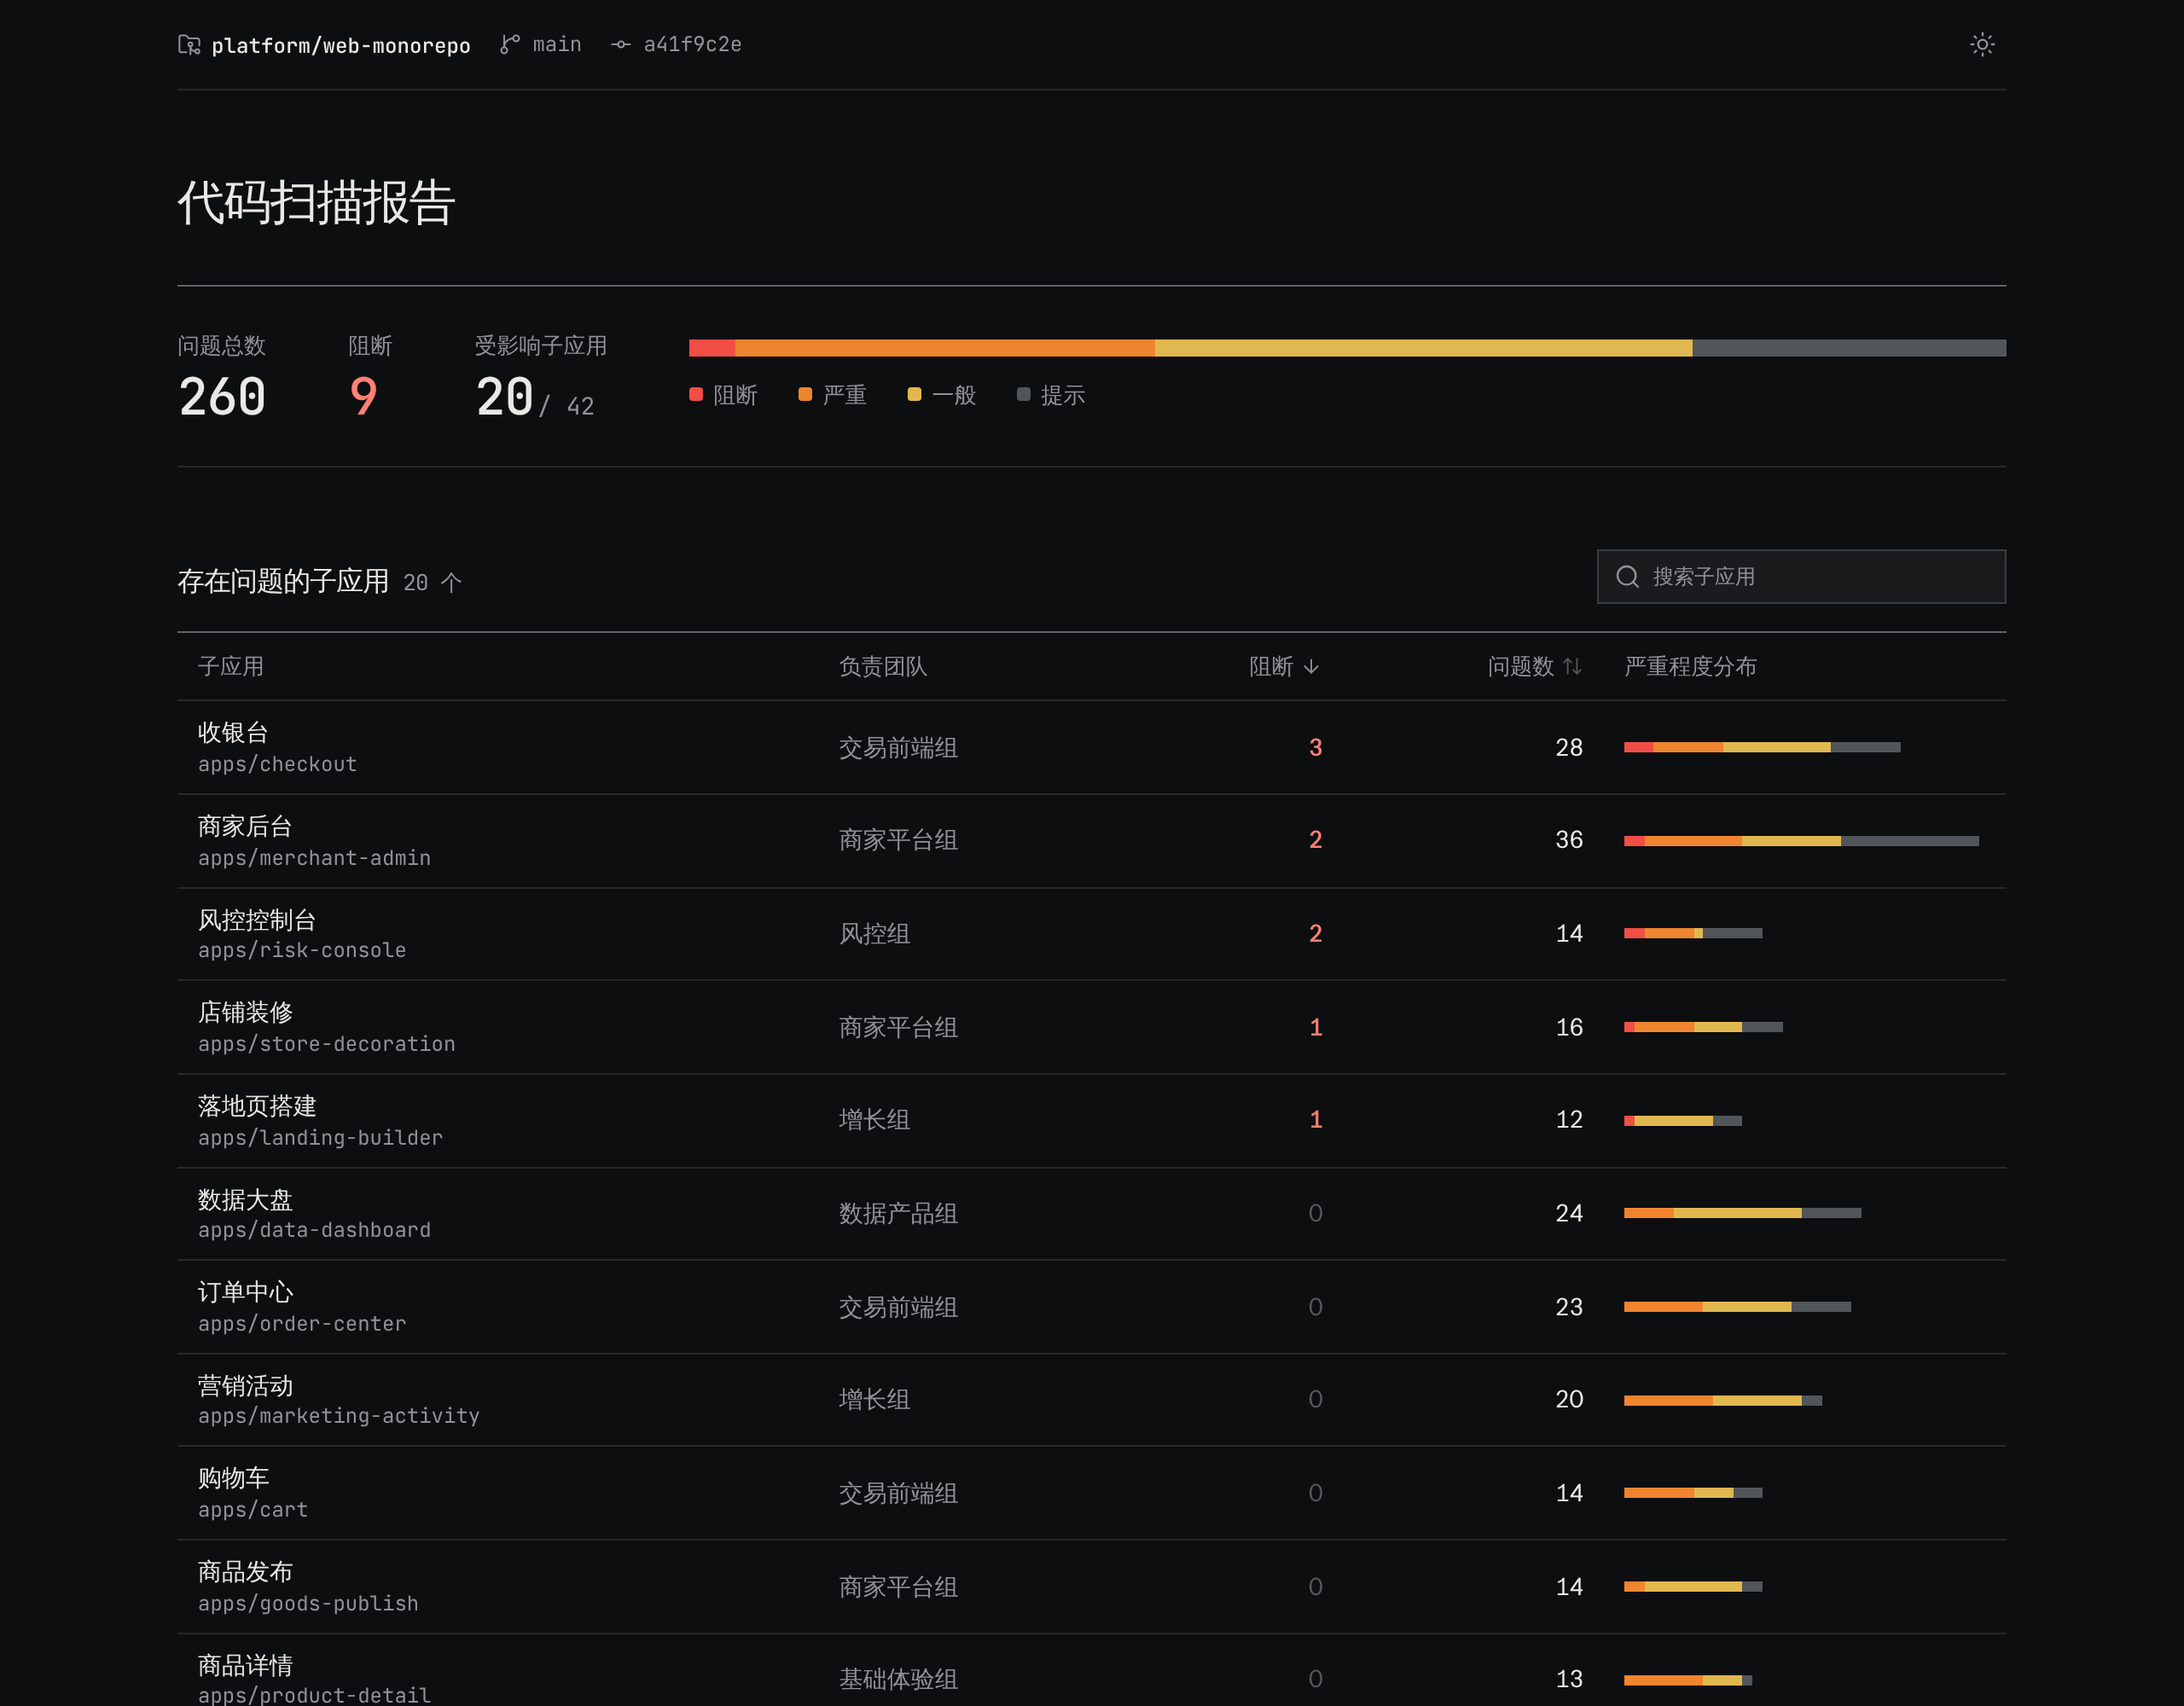 platform/web-monorepo main a41f9c2e
代码扫描报告
问题总数 阻断 受影响子应用
260 9 20 / 42
阻断 严重 一般 提示
存在问题的子应用 20 个
搜索子应用
子应用 负责团队 阻断 问题数 严重程度分布
收银台
apps/checkout
交易前端组 3 28
商家后台
apps/merchant-admin
商家平台组 2 36
风控控制台
apps/risk-console
风控组 2 14
店铺装修
apps/store-decoration
商家平台组 1 16
落地页搭建
apps/landing-builder
增长组 1 12
数据大盘
apps/data-dashboard
数据产品组 0 24
订单中心
apps/order-center
交易前端组 0 23
营销活动
apps/marketing-activity
增长组 0 20
购物车
apps/cart
交易前端组 0 14
商品发布
apps/goods-publish
商家平台组 0 14
商品详情
apps/product-detail
基础体验组 0 13